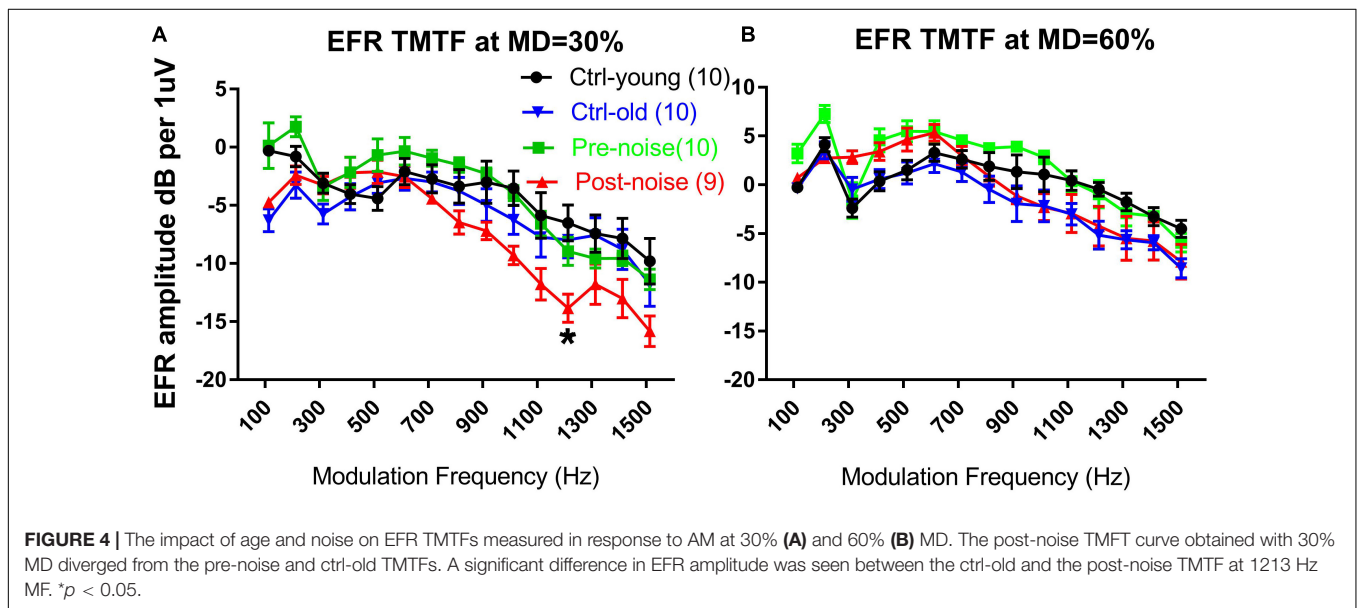 A
EFR TMTF at MD=30%
B
EFR TMTF at MD=60%
EFR amplitude dB per 1uV
5
0
-5
-10
-15
-20
Ctrl-young (10)
Ctrl-old (10)
Pre-noise(10)
Post-noise (9)
*
100
300
500
700
900
1100
1300
1500
Modulation Frequency (Hz)
10
5
0
-5
-10
-15
-20
100
300
500
700
900
1100
1300
1500
Modulation Frequency (Hz)
FIGURE 4 | The impact of age and noise on EFR TMTFs measured in response to AM at 30% (A) and 60% (B) MD. The post-noise TMFT curve obtained with 30%
MD diverged from the pre-noise and ctrl-old TMTFs. A significant difference in EFR amplitude was seen between the ctrl-old and the post-noise TMTF at 1213 Hz
MF. *p < 0.05.